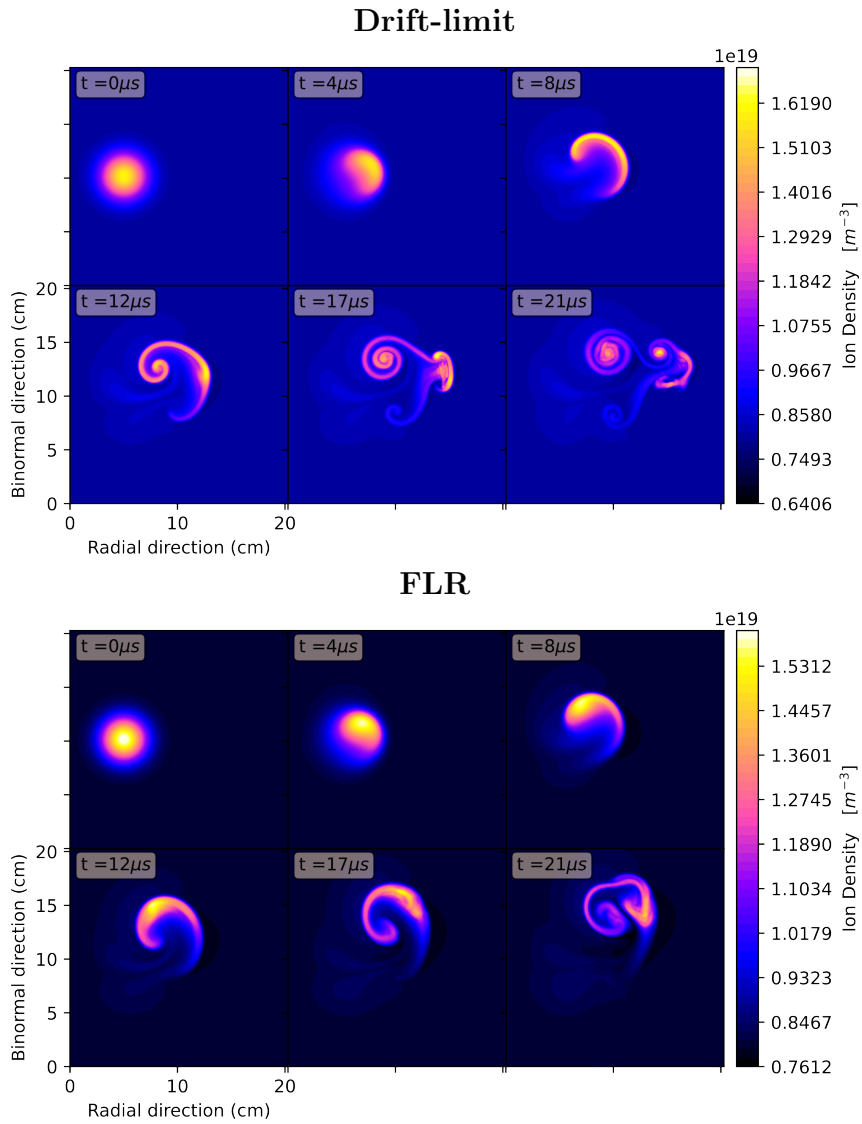 Drift-limit
1e19
t =0μs
t =4μs
t =8μs
t =12μs
t =17μs
t =21μs
20
15
10
5
0
Binormal direction (cm)
0
10
20
Radial direction (cm)
1.6190
1.5103
1.4016
1.2929
1.1842
1.0755
0.9667
0.8580
0.7493
0.6406
Ion Density [m⁻³]
FLR
1e19
t =0μs
t =4μs
t =8μs
t =12μs
t =17μs
t =21μs
20
15
10
5
0
Binormal direction (cm)
0
10
20
Radial direction (cm)
1.5312
1.4457
1.3601
1.2745
1.1890
1.1034
1.0179
0.9323
0.8467
0.7612
Ion Density [m⁻³]